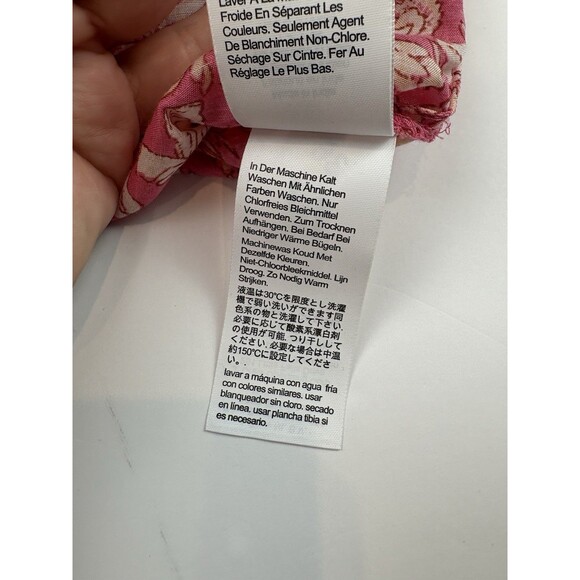 Laver À La
Froide En Séparant Les
Couleurs. Seulement Agent
De Blanchiment Non-Chlore.
Séchage Sur Cintre. Fer Au
Réglage Le Plus Bas.
In Der Maschine Kalt
Waschen Mit Ähnlichen
Farben Waschen. Nur
Chlorfreies Bleichmittel
Verwenden. Zum Trocknen
Aufhängen. Bei Bedarf Bei
Niedriger Wärme Bügeln.
Machinewas Koud Met
Dezelfde Kleuren.
Niet-Chloorbleekmiddel. Lijn
Droog. Zo Nodig Warm
Strijken.
液温は30℃を限度とし洗濯
機で弱い洗いができます同
色系の物と洗濯して下さい.
必要に応じて酸素系漂白剤
の使用が可能. つり干ししてく
ださい. 必要な場合は中温
約150℃に設定してくださ
い。.
lavar a máquina con agua fría
con colores similares. usar
blanqueador sin cloro. secado
en línea. usar plancha tibia si
es necesario.